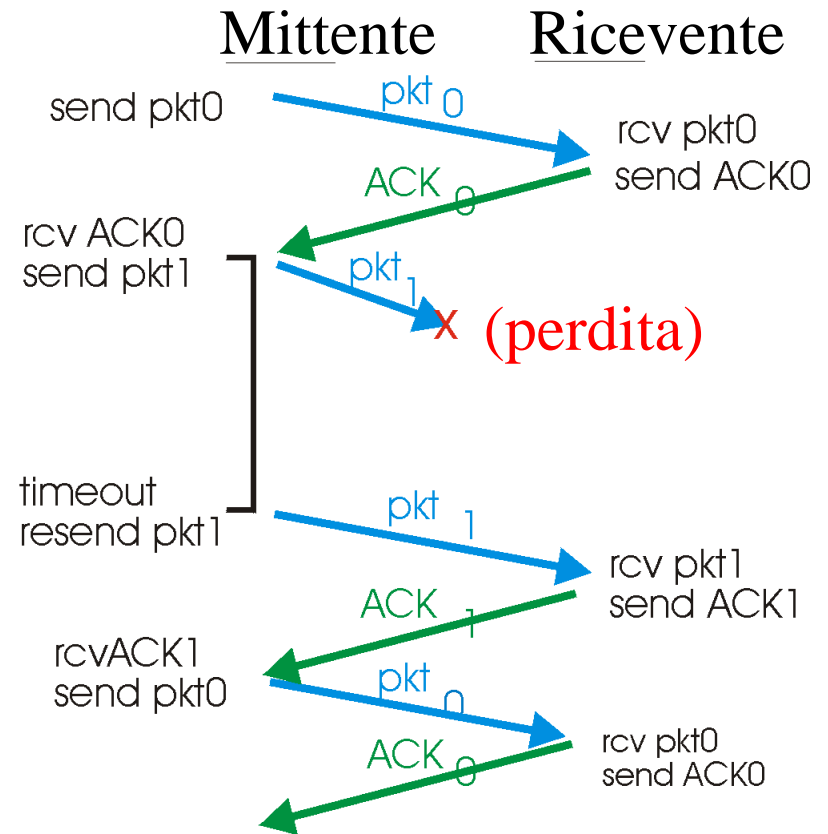 Mittente Ricevente
send pkt0
pkt 0
rcv pkt0
send ACK0
ACK 0
rcv ACK0
send pkt1
pkt 1
X (perdita)
timeout
resend pkt1
pkt 1
rcv pkt1
send ACK1
ACK 1
rcvACK1
send pkt0
pkt 0
rcv pkt0
send ACK0
ACK 0